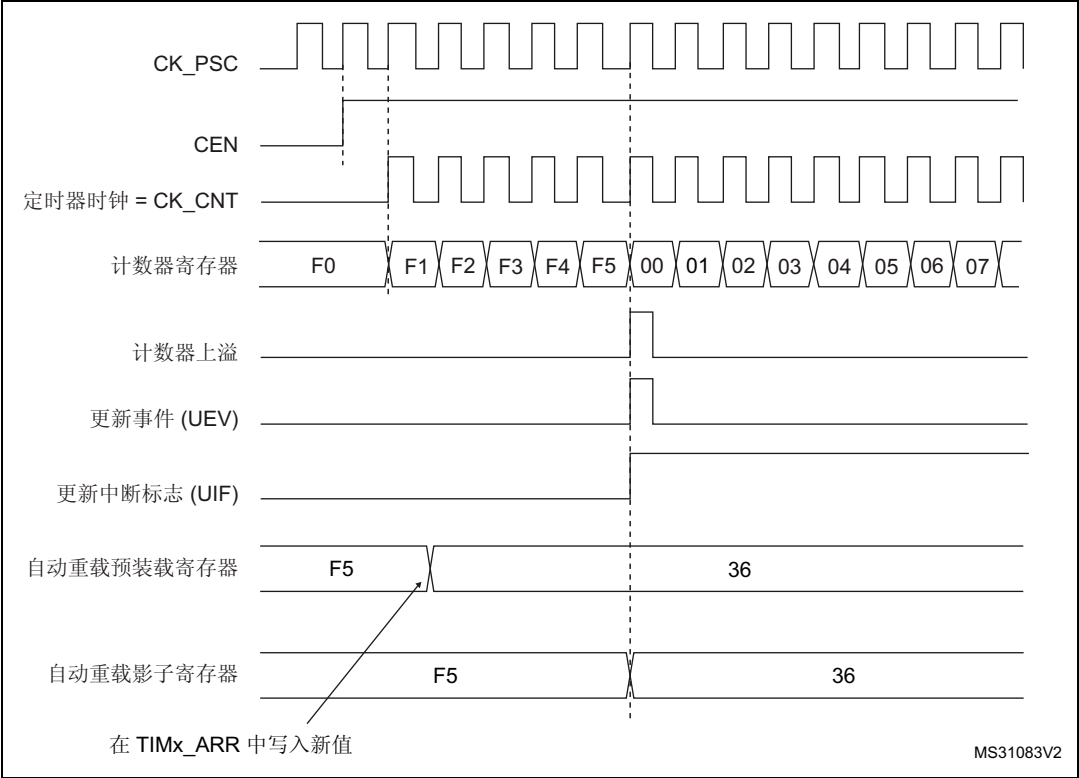 CK_PSC
CEN
定时器时钟 = CK_CNT
计数器寄存器 F0 F1 F2 F3 F4 F5 00 01 02 03 04 05 06 07
计数器上溢
更新事件 (UEV)
更新中断标志 (UIF)
自动重载预装载寄存器 F5 36
自动重载影子寄存器 F5 36
在 TIMx_ARR 中写入新值
MS31083V2